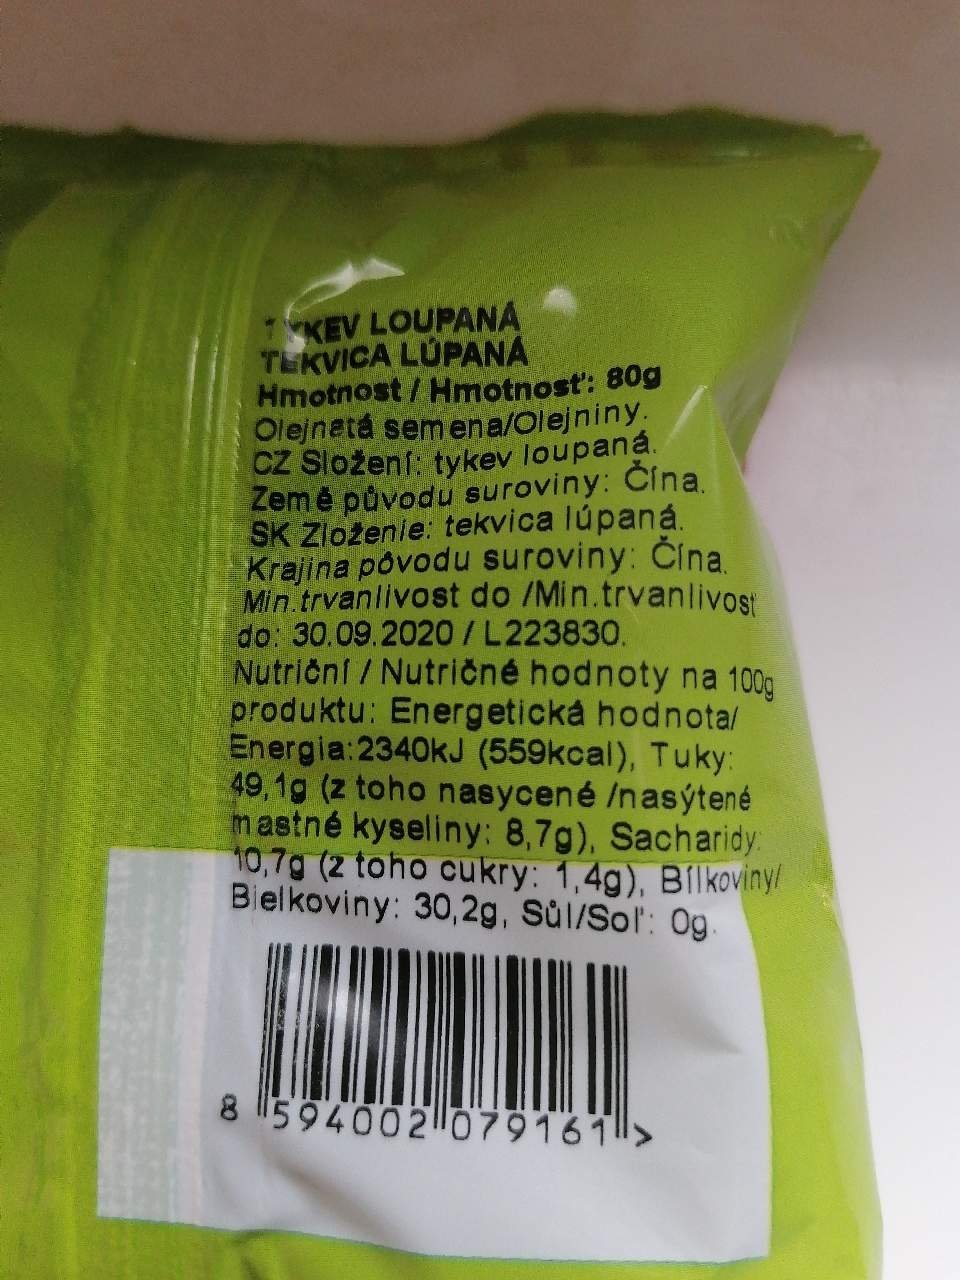 TYKEV LOUPANÁ
TEKVICA LÚPANÁ
Hmotnost / Hmotnosť: 80g
Olejnatá semena/Olejniny.
CZ Složení: tykev loupaná.
Země původu suroviny: Čína.
SK Zloženie: tekvica lúpaná.
Krajina pôvodu suroviny: Čína.
Min.trvanlivost do /Min.trvanlivosť
do: 30.09.2020 / L223830.
Nutriční / Nutričné hodnoty na 100g
produktu: Energetická hodnota/
Energia:2340kJ (559kcal), Tuky:
49,1g (z toho nasycené /nasýtené
mastné kyseliny: 8,7g), Sacharidy:
10,7g (z toho cukry: 1,4g), Bílkoviny/
Bielkoviny: 30,2g, Sůl/Soľ: 0g.
8 594002 079161 >